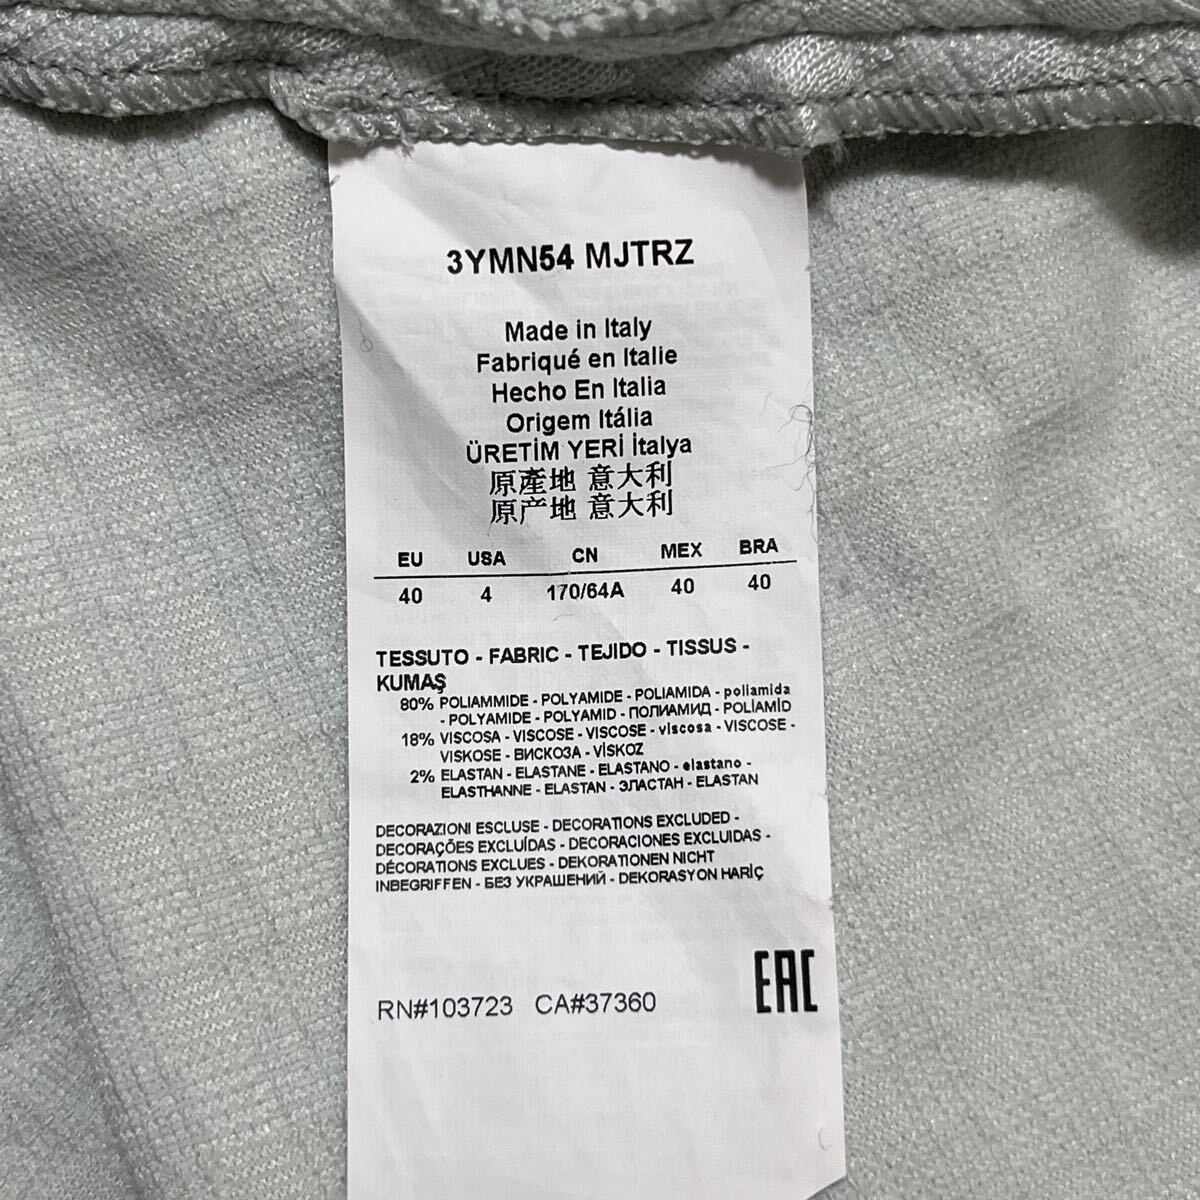 3YMN54 MJTRZ
Made in Italy
Fabriqué en Italie
Hecho En Italia
Origem Itália
ÜRETİM YERİ İtalya
原產地 意大利
原产地 意大利
EU USA CN MEX BRA
40 4 170/64A 40 40
TESSUTO - FABRIC - TEJIDO - TISSUS -
KUMAŞ
80% POLIAMMIDE - POLYAMIDE - POLIAMIDA - poliamida
- POLYAMIDE - POLYAMID - ПОЛИАМИД - POLİAMİD
18% VISCOSA - VISCOSE - VISCOSE - viscosa - VISCOSE -
VISKOSE - ВИСКОЗА - VİSKOZ
2% ELASTAN - ELASTANE - ELASTANO - elastano -
ELASTHANNE - ELASTAN - ЭЛАСТАН - ELASTAN
DECORAZIONI ESCLUSE - DECORATIONS EXCLUDED -
DECORAÇÕES EXCLUÍDAS - DECORACIONES EXCLUIDAS -
DÉCORATIONS EXCLUES - DEKORATIONEN NICHT
INBEGRIFFEN - БЕЗ УКРАШЕНИЙ - DEKORASYON HARİÇ
RN#103723 CA#37360
EAC